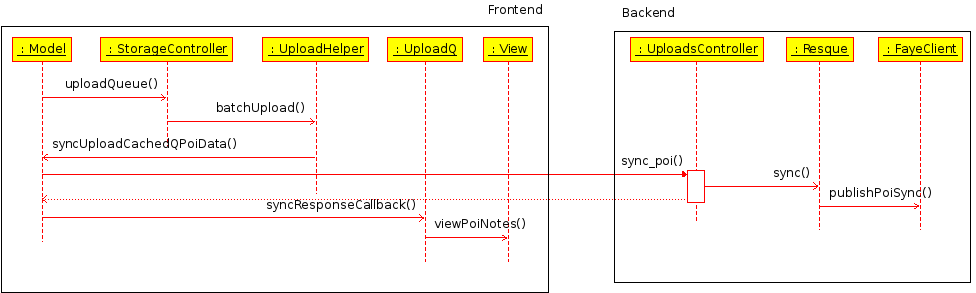 Frontend
Backend
: Model
: StorageController
: UploadHelper
: UploadQ
: View
: UploadsController
: Resque
: FayeClient
uploadQueue()
batchUpload()
syncUploadCachedQPoiData()
sync_poi()
sync()
publishPoiSync()
syncResponseCallback()
viewPoiNotes()